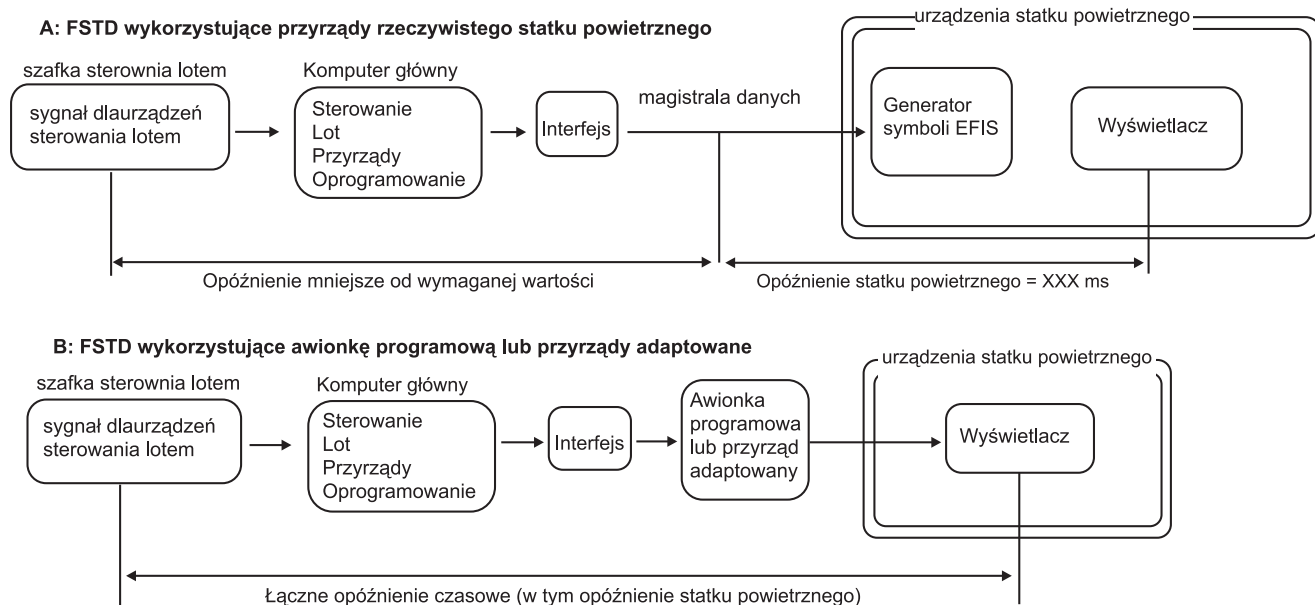 urządzenia statku powietrznego
A: FSTD wykorzystujące przyrządy rzeczywistego statku powietrznego
szafka sterownia lotem
Komputer główny
magistrala danych
sygnał dlaurządzeń
sterowania lotem
Sterowanie
Lot
Przyrządy
Oprogramowanie
Interfejs
Generator
symboli EFIS
Wyświetlacz
Opóźnienie mniejsze od wymaganej wartości
Opóźnienie statku powietrznego = XXX ms
B: FSTD wykorzystujące awionkę programową lub przyrządy adaptowane
urządzenia statku powietrznego
szafka sterownia lotem
Komputer główny
sygnał dlaurządzeń
sterowania lotem
Sterowanie
Lot
Przyrządy
Oprogramowanie
Interfejs
Awionka
programowa
lub przyrząd
adaptowany
Wyświetlacz
Łączne opóźnienie czasowe (w tym opóźnienie statku powietrznego)